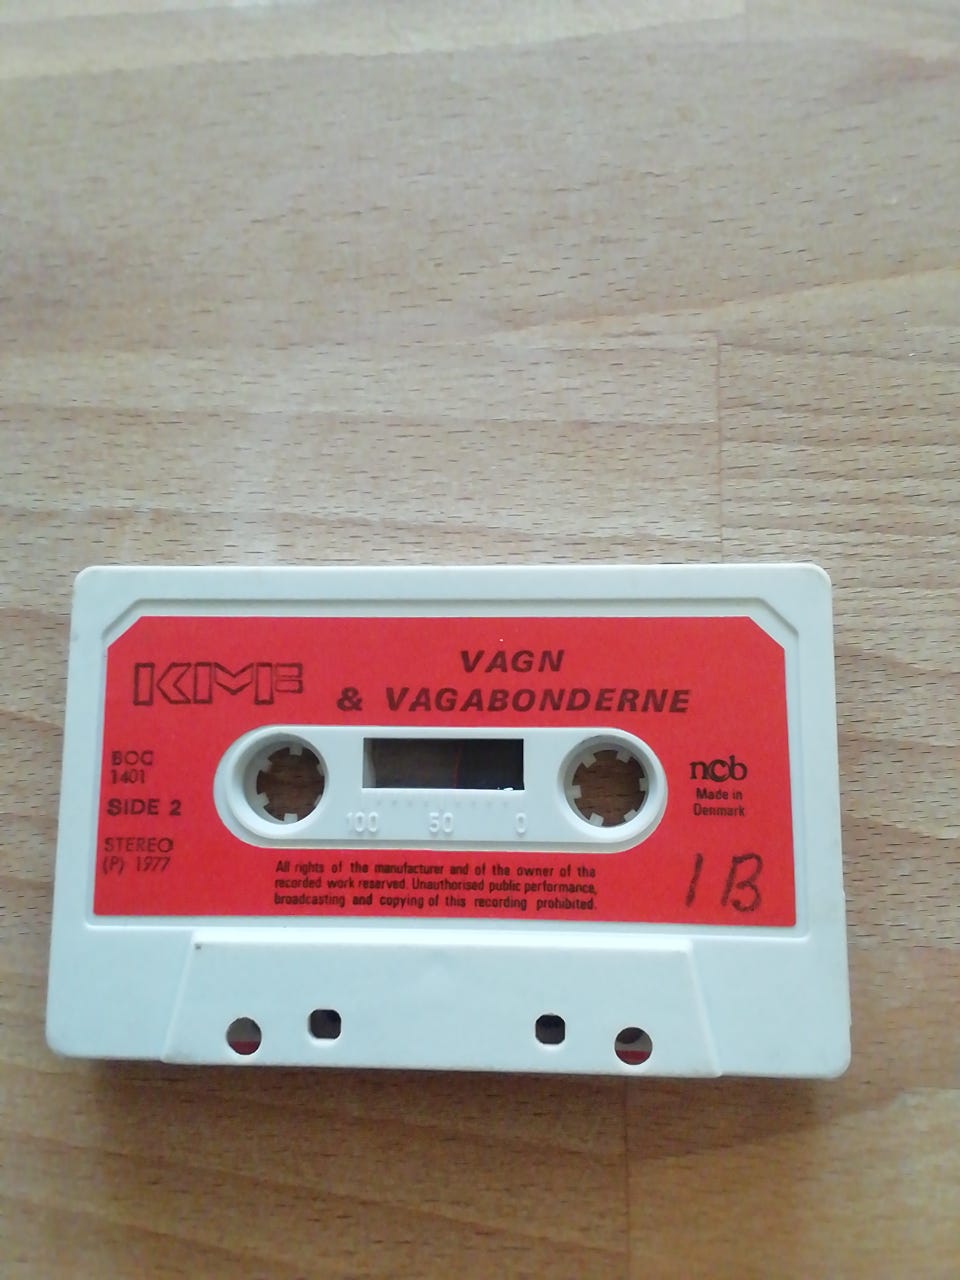 KMF
VAGN
& VAGABONDERNE
BOC
1401
SIDE 2
STEREO
(P) 1977
100 50 0
ncb
Made in
Denmark
All rights of the manufacturer and of the owner of the
recorded work reserved. Unauthorised public performance,
broadcasting and copying of this recording prohibited.
1B